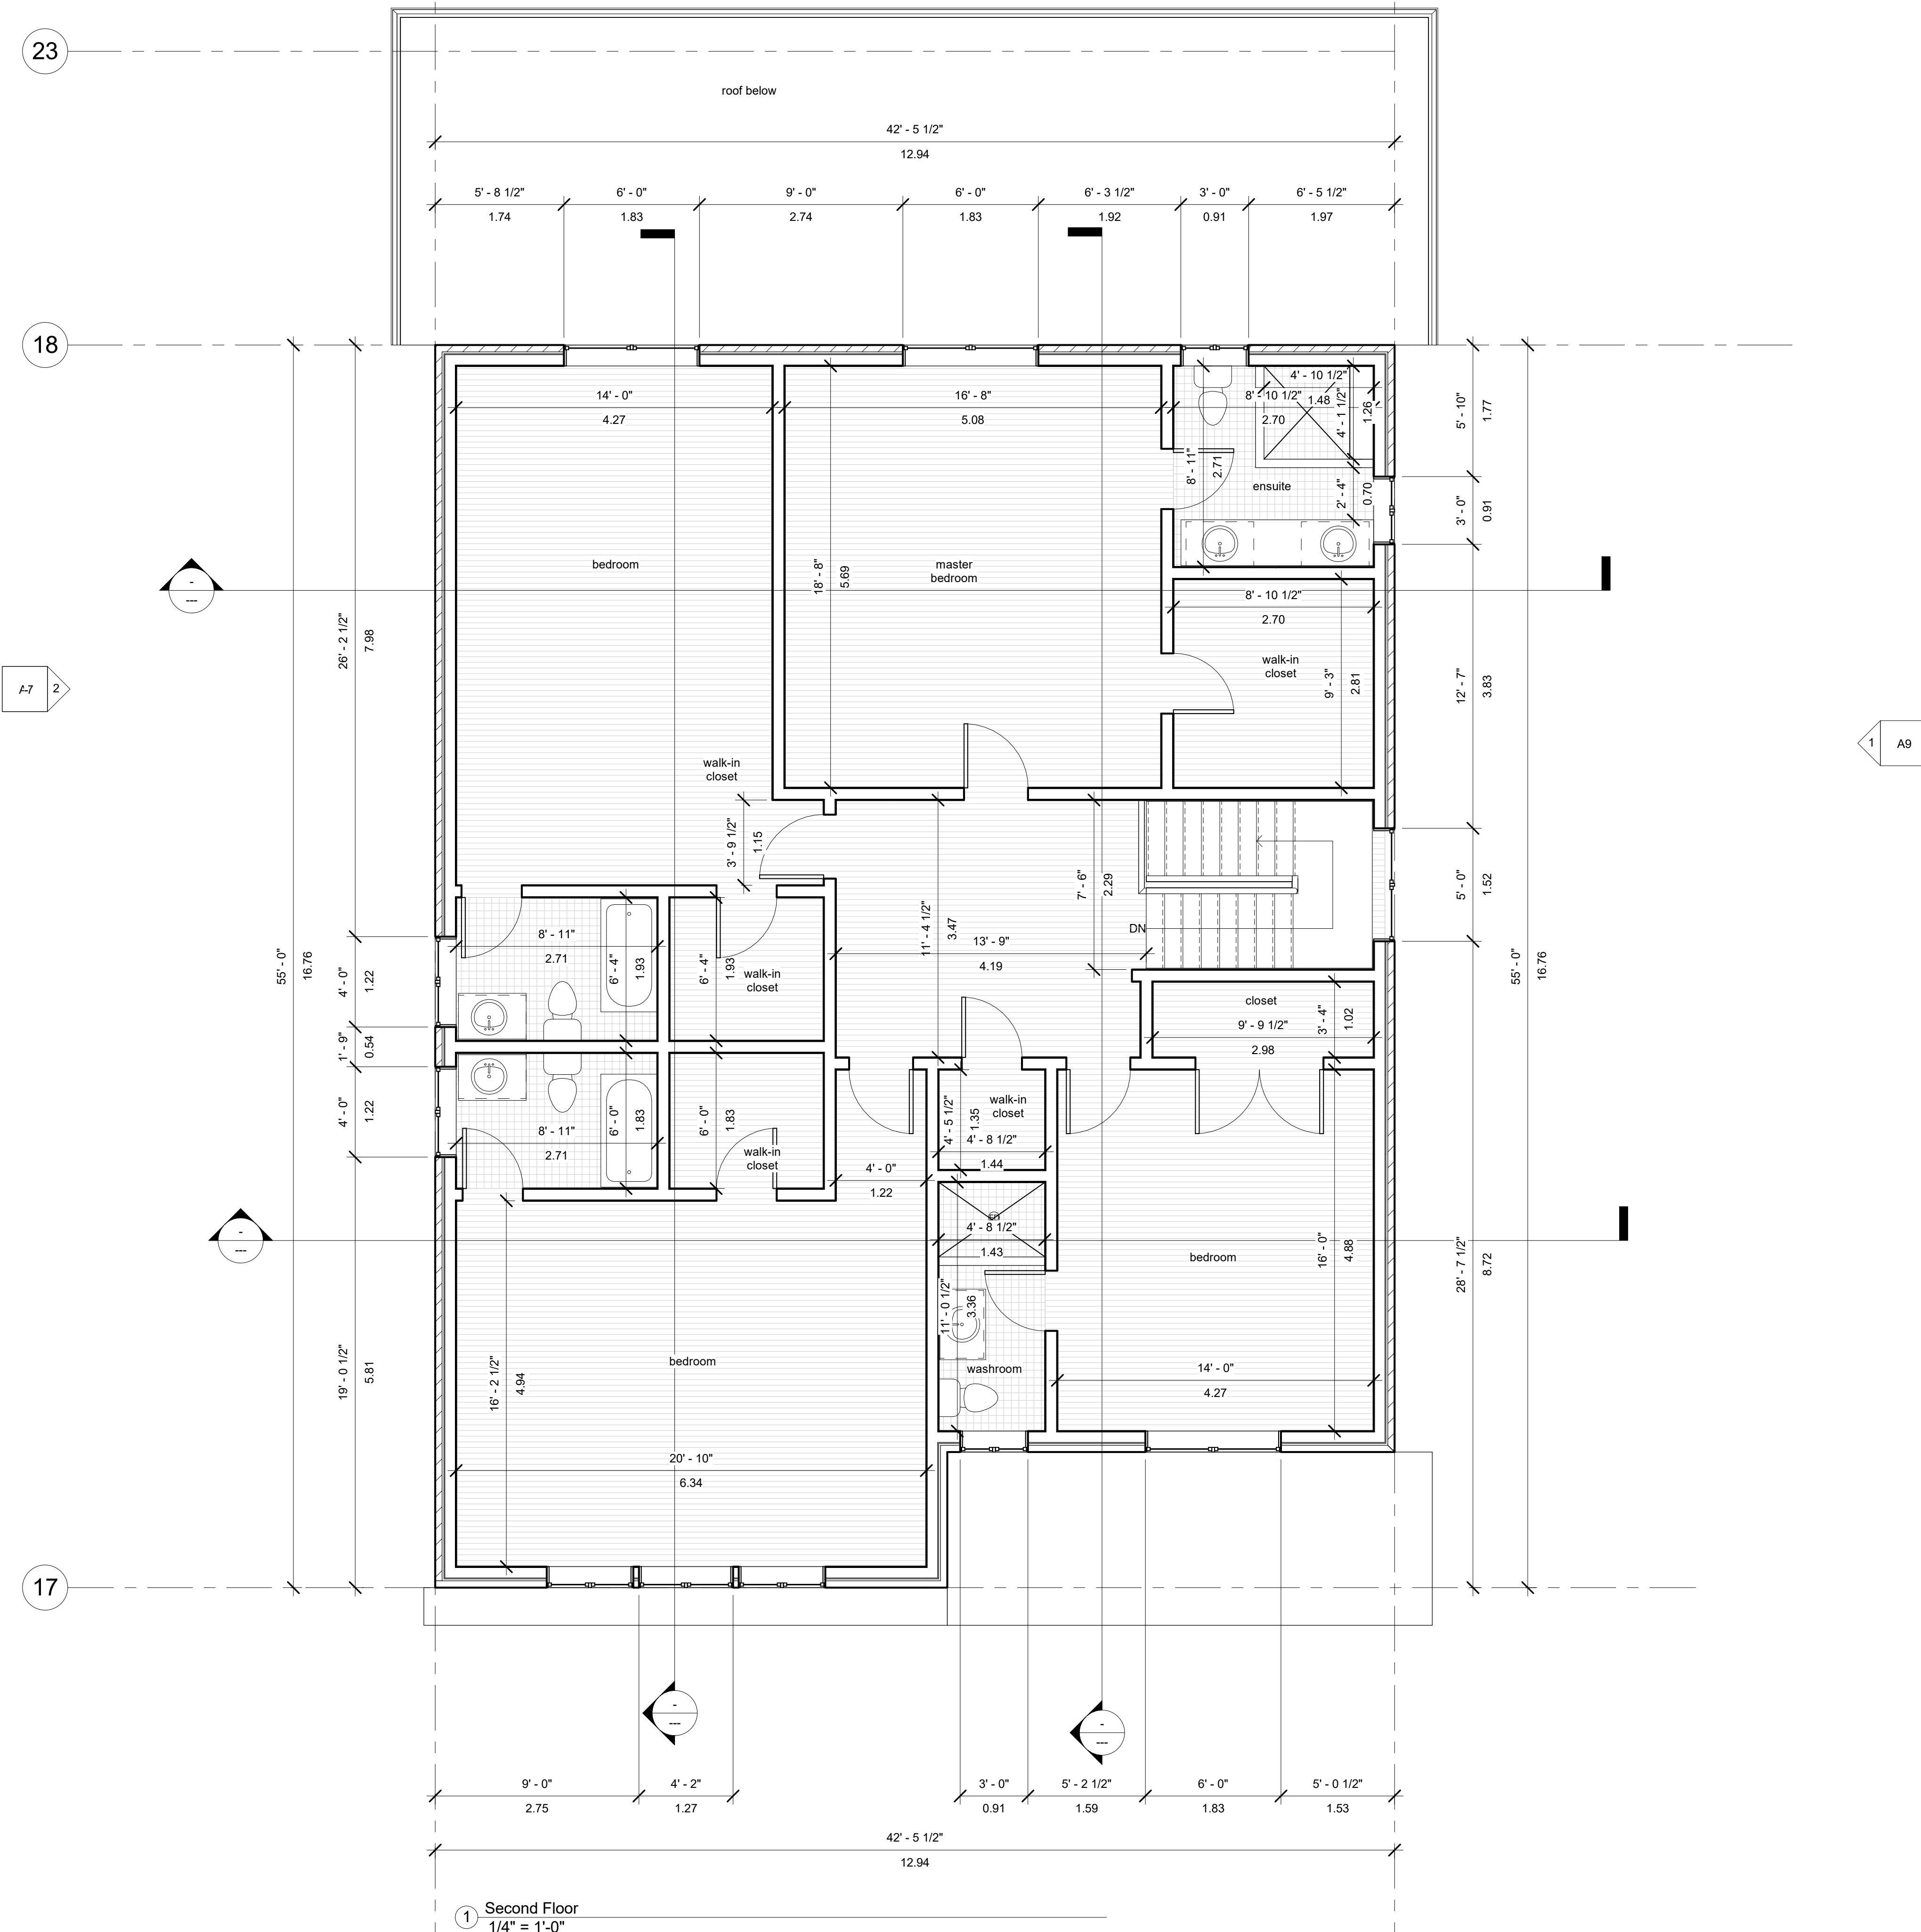 23
roof below
42' - 5 1/2"
12.94
5' - 8 1/2"
6' - 0"
9' - 0"
6' - 0"
6' - 3 1/2"
3' - 0"
6' - 5 1/2"
1.74
1.83
2.74
1.83
1.92
0.91
1.97
18
14' - 0"
4.27
16' - 8"
5.08
4' - 10 1/2"
1.48
8' - 10 1/2"
2.70
4' - 1 1/2"
1.26
5' - 10"
1.77
8' - 11"
2.71
ensuite
2' - 4"
0.70
3' - 0"
0.91
bedroom
master
bedroom
18' - 8"
5.69
-
---
8' - 10 1/2"
2.70
walk-in
closet
9' - 3"
2.81
26' - 2 1/2"
7.98
12' - 7"
3.83
A-7
2
1
A9
walk-in
closet
3' - 9 1/2"
1.15
7' - 6"
2.29
5' - 0"
1.52
11' - 4 1/2"
3.47
DN
13' - 9"
4.19
55' - 0"
16.76
55' - 0"
16.76
8' - 11"
2.71
6' - 4"
1.93
6' - 4"
1.93
walk-in
closet
4' - 0"
1.22
closet
9' - 9 1/2"
2.98
3' - 4"
1.02
1' - 9"
0.54
4' - 0"
1.22
8' - 11"
2.71
6' - 0"
1.83
6' - 0"
1.83
walk-in
closet
4' - 5 1/2"
1.35
walk-in
closet
4' - 8 1/2"
1.44
4' - 0"
1.22
-
---
4' - 8 1/2"
1.43
bedroom
16' - 0"
4.88
28' - 7 1/2"
8.72
11' - 0 1/2"
3.36
washroom
14' - 0"
4.27
19' - 0 1/2"
5.81
bedroom
16' - 2 1/2"
4.94
20' - 10"
6.34
17
-
---
-
---
9' - 0"
4' - 2"
3' - 0"
5' - 2 1/2"
6' - 0"
5' - 0 1/2"
2.75
1.27
0.91
1.59
1.83
1.53
42' - 5 1/2"
12.94
1
Second Floor
1/4" = 1'-0"